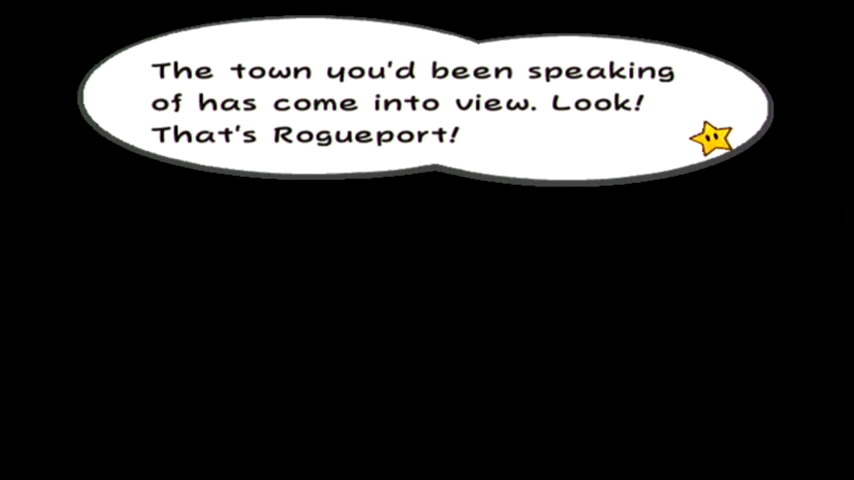 The town you'd been speaking
of has come into view. Look!
That's Rogueport!